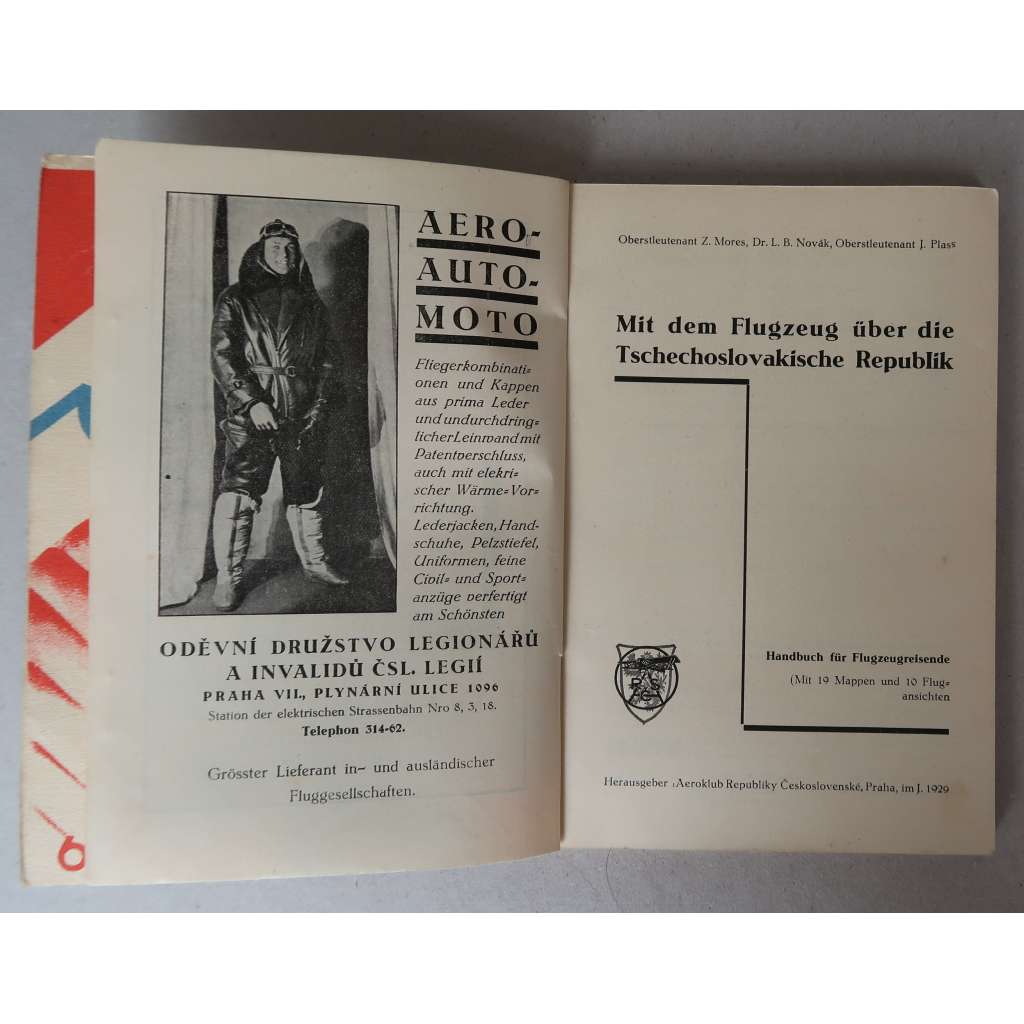 AERO-
AUTO-
MOTO
Fliegerkombinati=
onen und Kappen
aus prima Leder
und undurchdring=
licher Leinwand mit
Patentverschluss,
auch mit elekri=
scher Wärme=Vor=
richtung.
Lederjacken, Hand=
schuhe, Pelzstiefel,
Uniformen, feine
Civil= und Sport=
anzüge verfertigt
am Schönsten
ODĚVNÍ DRUŽSTVO LEGIONÁŘŮ
A INVALIDŮ ČSL. LEGIÍ
PRAHA VII., PLYNÁRNÍ ULICE 1096
Station der elektrischen Strassenbahn Nro 8, 3, 18.
Telephon 314-62.
Grösster Lieferant in- und ausländischer
Fluggesellschaften.
6
Oberstleutenant Z. Mores, Dr. L. B. Novák, Oberstleutenant J. Plass
Mit dem Flugzeug über die
Tschechoslovakische Republik
Handbuch für Flugzeugreisende
(Mit 19 Mappen und 10 Flug=
ansichten
Herausgeber :Aeroklub Republiky Československé, Praha, im J. 1929